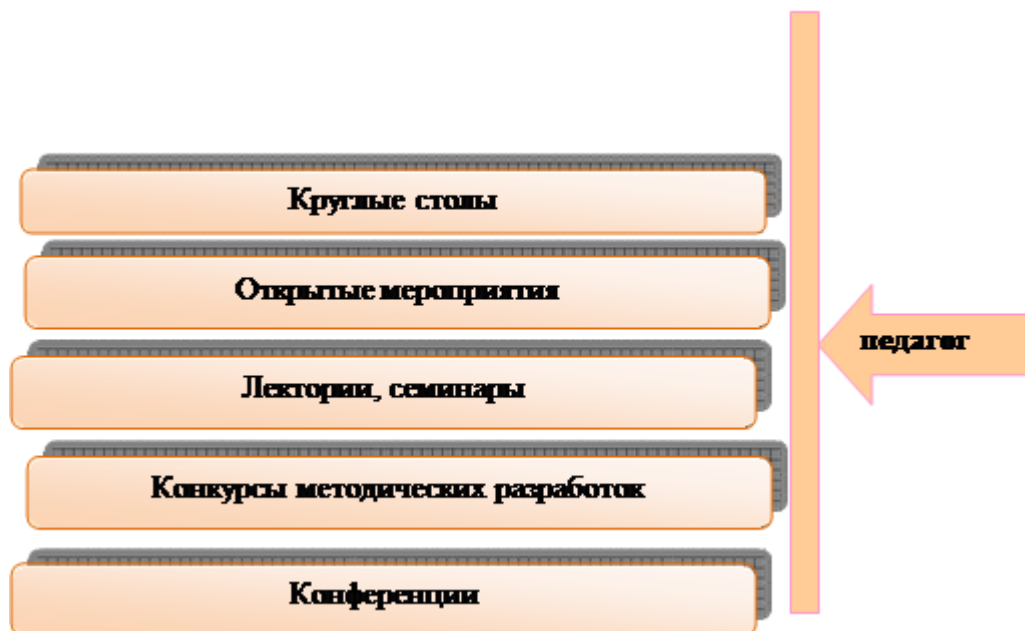 Круглые столы
Открытые мероприятия
педагог
Лектории, семинары
Конкурсы методических разработок
Конференции